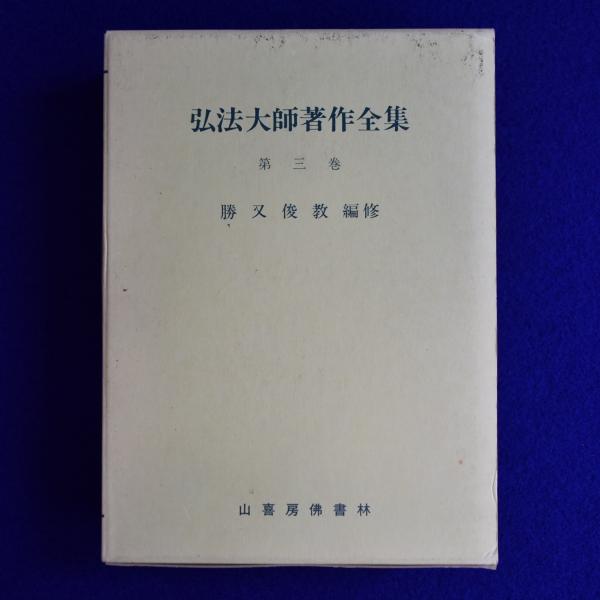 弘法大師著作全集
第三巻
勝又俊教編修
山喜房佛書林